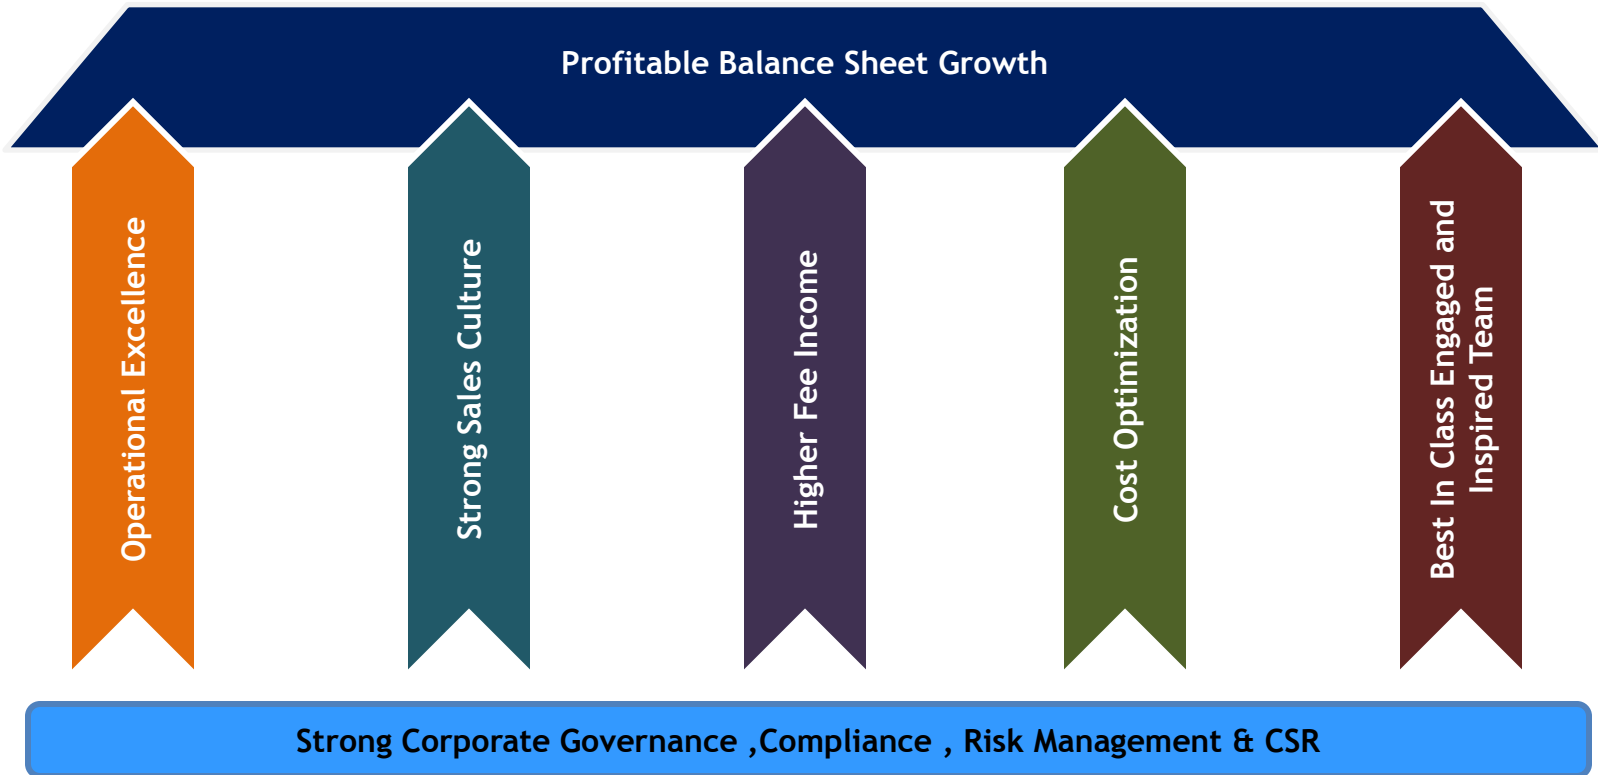 Profitable Balance Sheet Growth
Operational Excellence
Strong Sales Culture
Higher Fee Income
Cost Optimization
Best In Class Engaged and
Inspired Team
Strong Corporate Governance ,Compliance , Risk Management & CSR